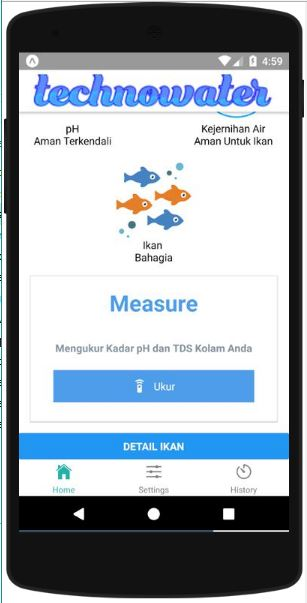 4:59
technowater
pH
Aman Terkendali
Kejernihan Air
Aman Untuk Ikan
Ikan
Bahagia
Measure
Mengukur Kadar pH dan TDS Kolam Anda
Ukur
DETAIL IKAN
Home
Settings
History